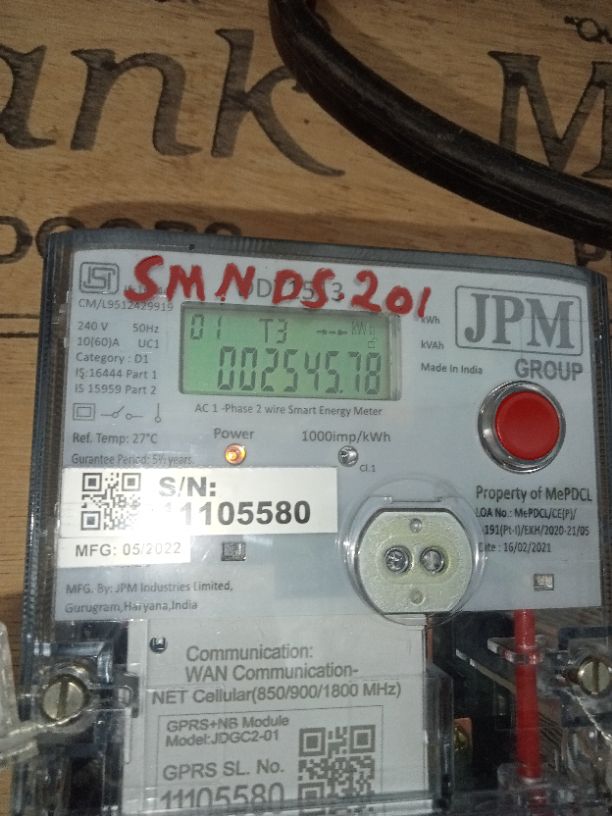 ank
M
SMNDS.201
CM/L9512429919
240 V 50Hz
10(60)A UC1
Category : D1
IS:16444 Part 1
IS 15959 Part 2
01 T3 kWh
002545.78
kWh
kVAh
Made in India
JPM
GROUP
AC 1 -Phase 2 wire Smart Energy Meter
Ref. Temp: 27°C
Power
1000imp/kWh
Cl.1
Gurantee Period: 5½ years.
S/N:
11105580
MFG: 05/2022
Property of MePDCL
LOA No.: MePDCL/CE(P)/
191(Pt-I)/EKH/2020-21/05
Date : 16/02/2021
MFG. By: JPM Industries Limited,
Gurugram,Haryana,India
Communication:
WAN Communication-
NET Cellular(850/900/1800 MHz)
GPRS+NB Module
Model:JDGC2-01
GPRS SL. No.
11105580